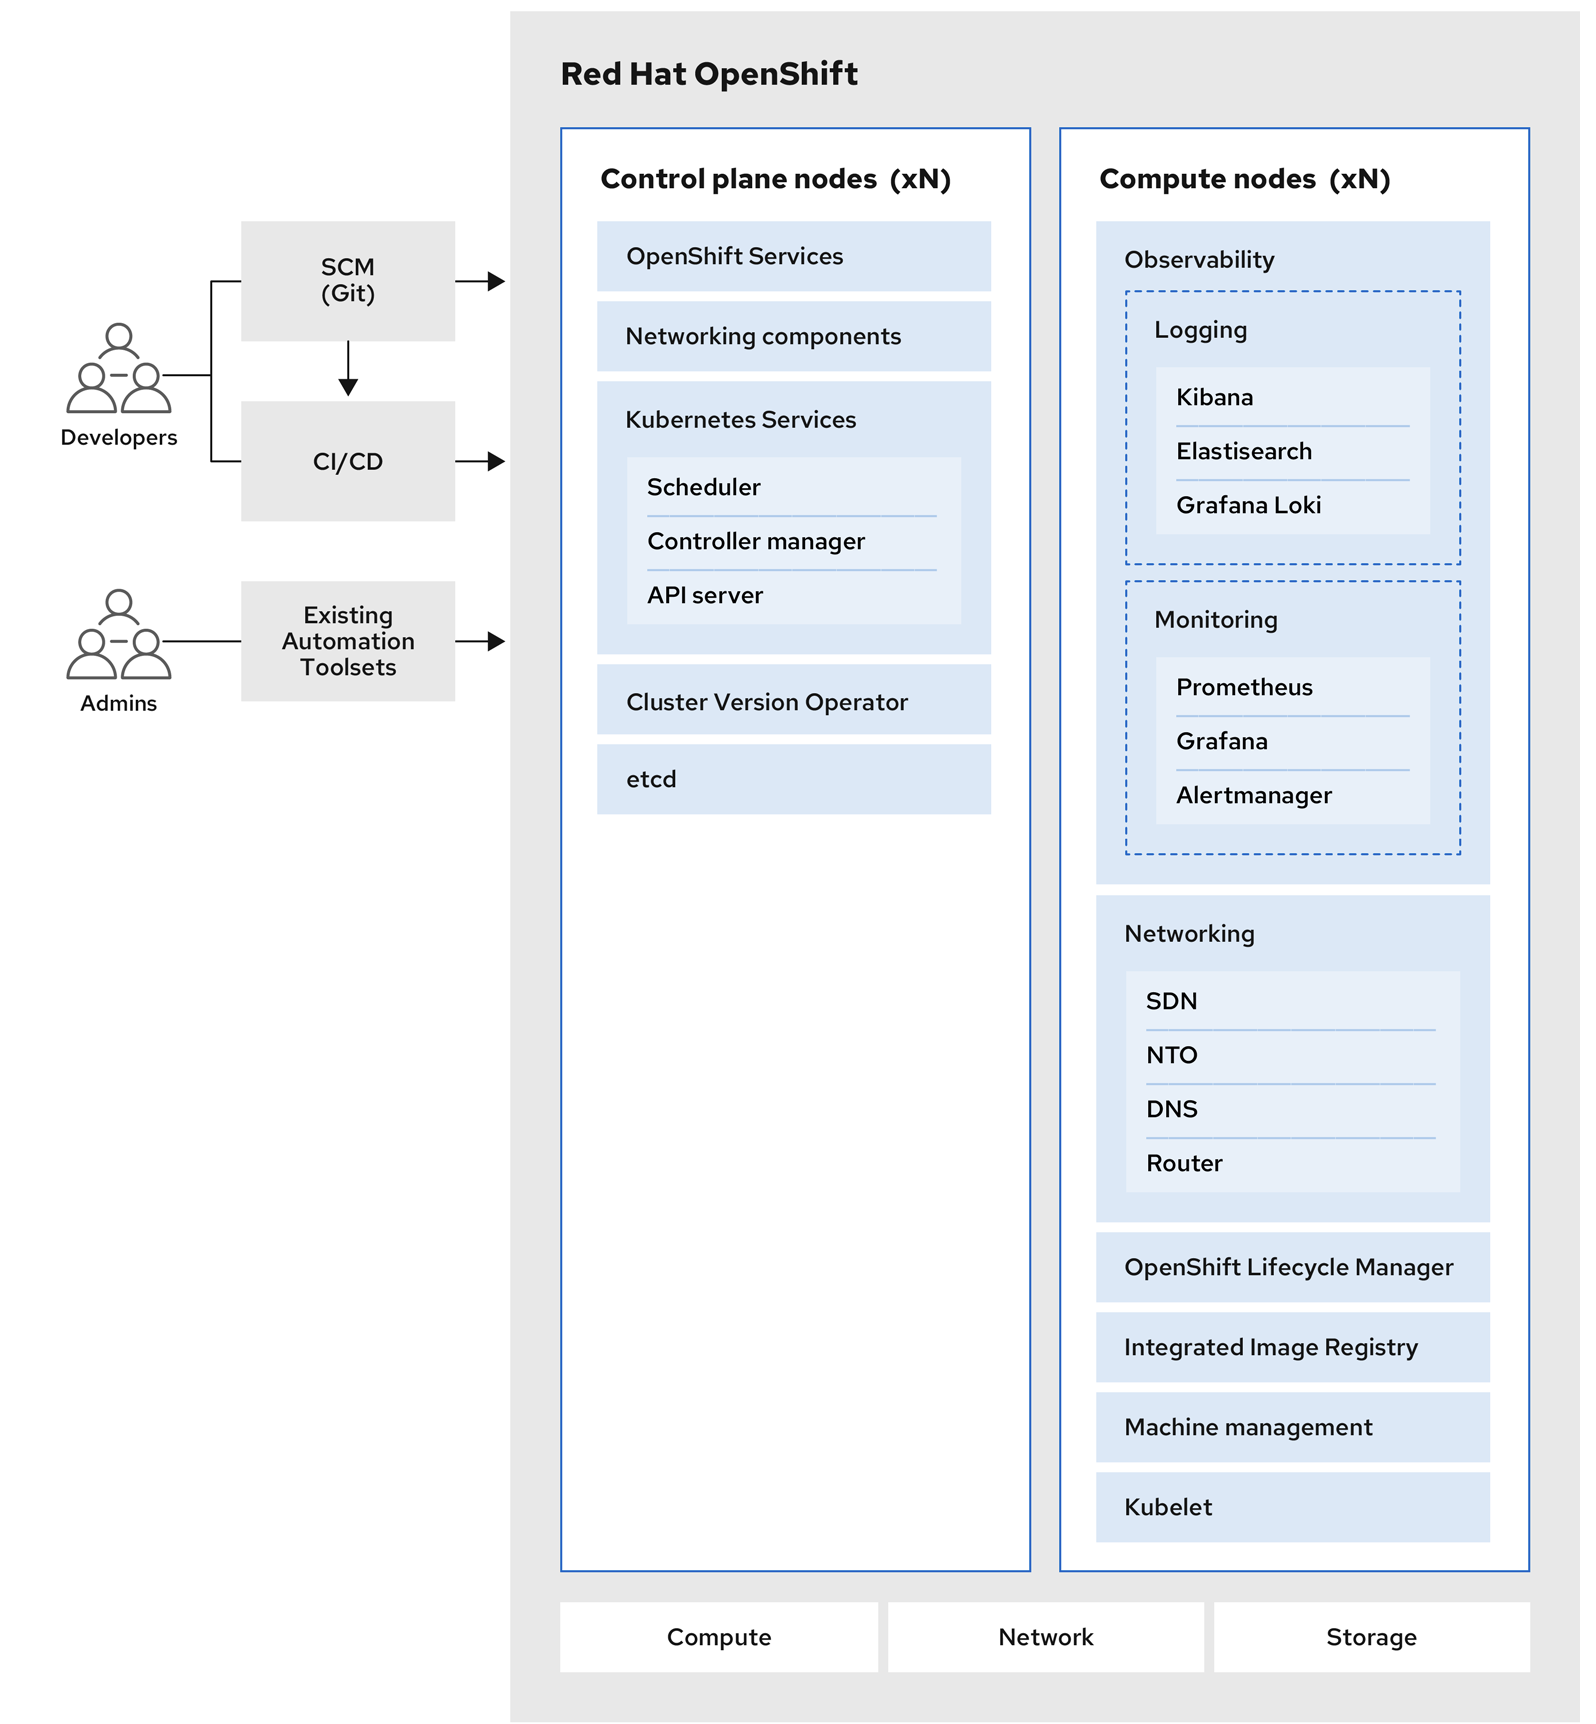 Red Hat OpenShift
SCM
(Git)
CI/CD
Developers
Existing
Automation
Toolsets
Admins
Control plane nodes (xN)
OpenShift Services
Networking components
Kubernetes Services
Scheduler
Controller manager
API server
Cluster Version Operator
etcd
Compute nodes (xN)
Observability
Logging
Kibana
Elastisearch
Grafana Loki
Monitoring
Prometheus
Grafana
Alertmanager
Networking
SDN
NTO
DNS
Router
OpenShift Lifecycle Manager
Integrated Image Registry
Machine management
Kubelet
Compute
Network
Storage